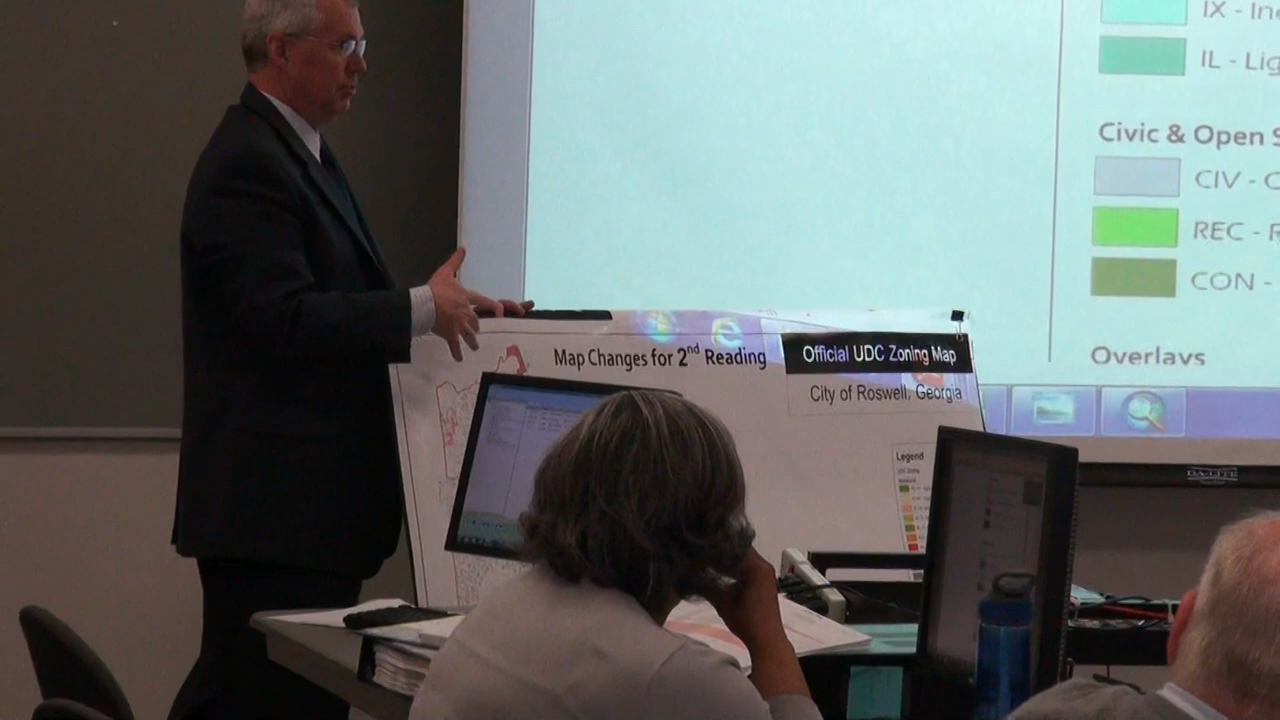 IX - In
IL - Lig
Civic & Open S
CIV - C
REC - R
CON -
Overlays
Map Changes for 2nd Reading
Official UDC Zoning Map
City of Roswell, Georgia
Legend
DA-LITE